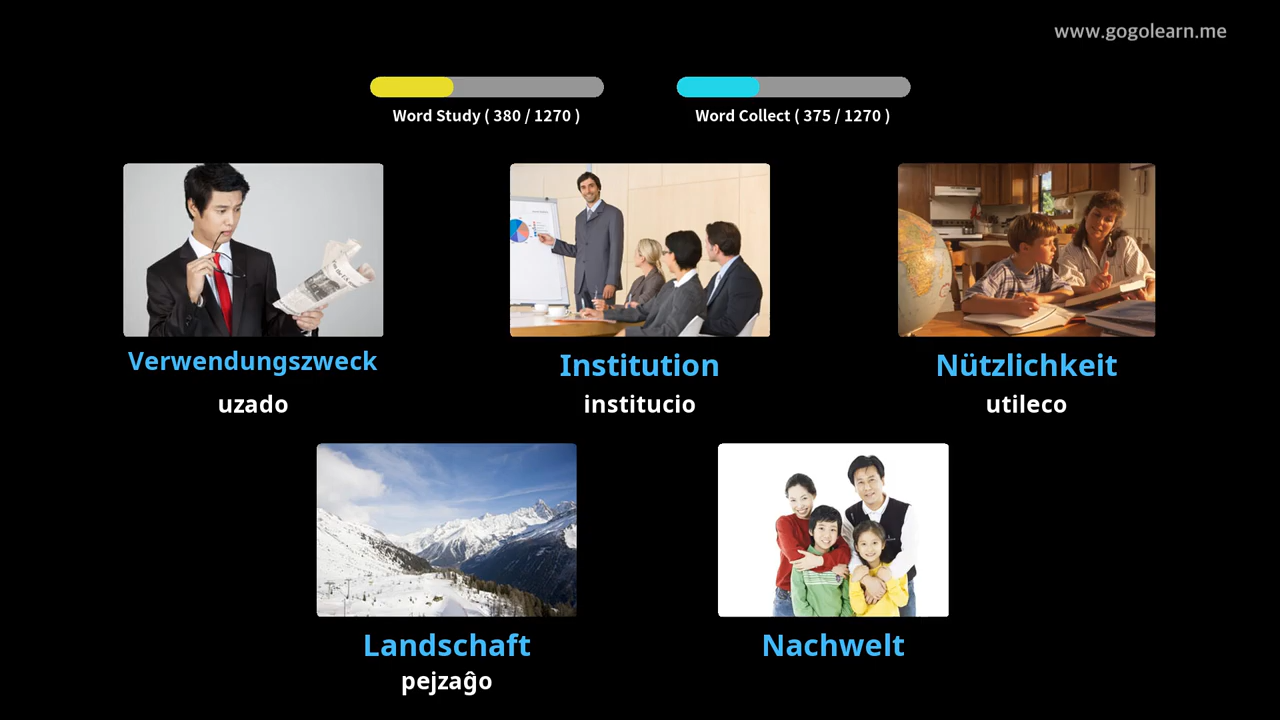 www.gogolearn.me
Word Study ( 380 / 1270 )
Word Collect ( 375 / 1270 )
Verwendungszweck
uzado
Institution
institucio
Nützlichkeit
utileco
Landschaft
pejzaĝo
Nachwelt